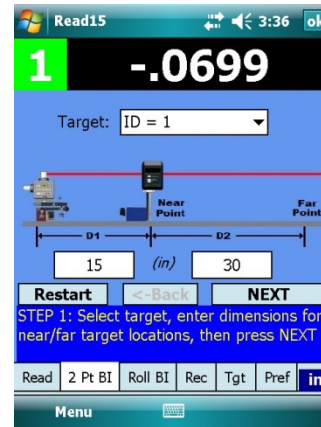 Read15 3:36 ok
1 -.0699
Target: ID = 1
Near Point
Far Point
D1 D2
15 (in) 30
Restart <-Back NEXT
STEP 1: Select target, enter dimensions for
near/far target locations, then press NEXT
Read 2 Pt BI Roll BI Rec Tgt Pref in
Menu